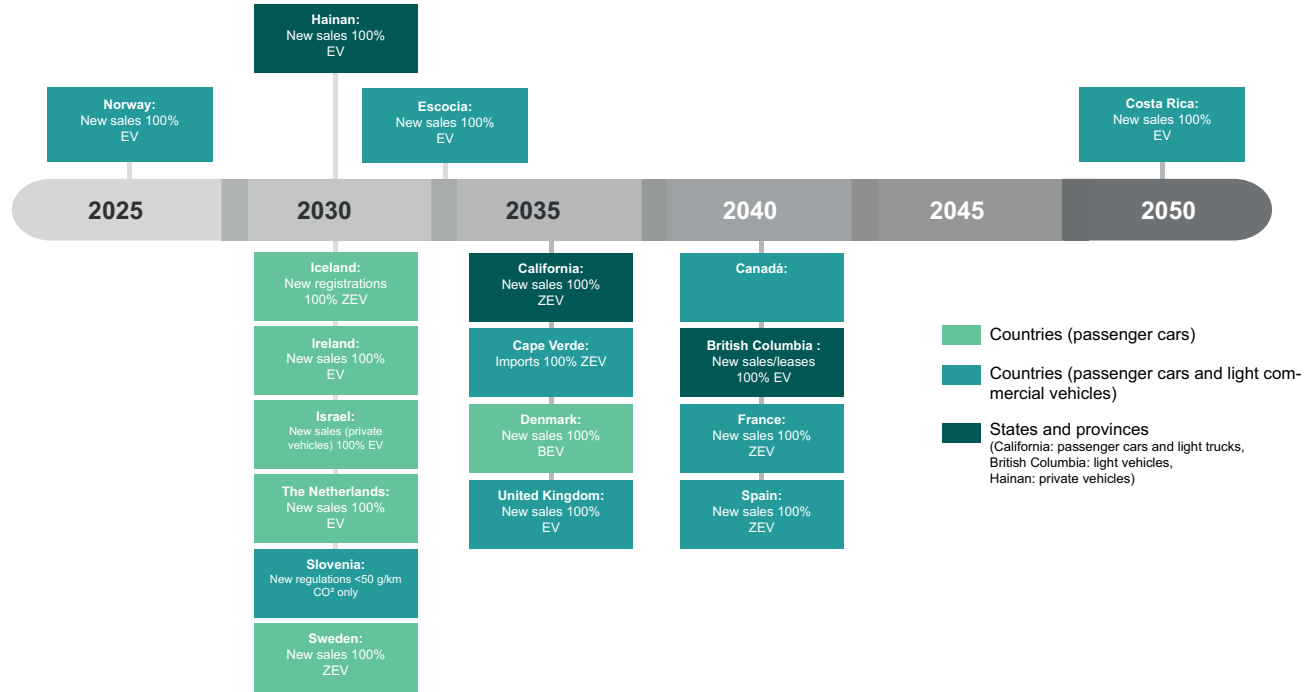 Hainan:
New sales 100%
EV
Norway:
New sales 100%
EV
Escocia:
New sales 100%
EV
Costa Rica:
New sales 100%
EV
2025
2030
2035
2040
2045
2050
Iceland:
New registrations
100% ZEV
Ireland:
New sales 100%
EV
Israel:
New sales (private
vehicles) 100% EV
The Netherlands:
New sales 100%
EV
Slovenia:
New regulations <50 g/km
CO² only
Sweden:
New sales 100%
ZEV
California:
New sales 100%
ZEV
Cape Verde:
Imports 100% ZEV
Denmark:
New sales 100%
BEV
United Kingdom:
New sales 100%
EV
Canadá:
British Columbia :
New sales/leases
100% EV
France:
New sales 100%
ZEV
Spain:
New sales 100%
ZEV
Countries (passenger cars)
Countries (passenger cars and light com-
mercial vehicles)
States and provinces
(California: passenger cars and light trucks,
British Columbia: light vehicles,
Hainan: private vehicles)